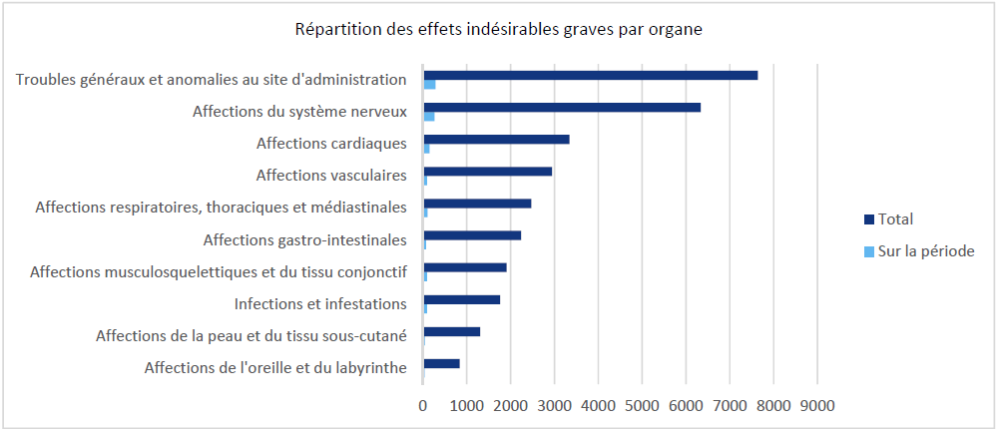 Répartition des effets indésirables graves par organe
Troubles généraux et anomalies au site d'administration
Affections du système nerveux
Affections cardiaques
Affections vasculaires
Affections respiratoires, thoraciques et médiastinales
Affections gastro-intestinales
Affections musculosquelettiques et du tissu conjonctif
Infections et infestations
Affections de la peau et du tissu sous-cutané
Affections de l'oreille et du labyrinthe
0 1000 2000 3000 4000 5000 6000 7000 8000 9000
Total
Sur la période